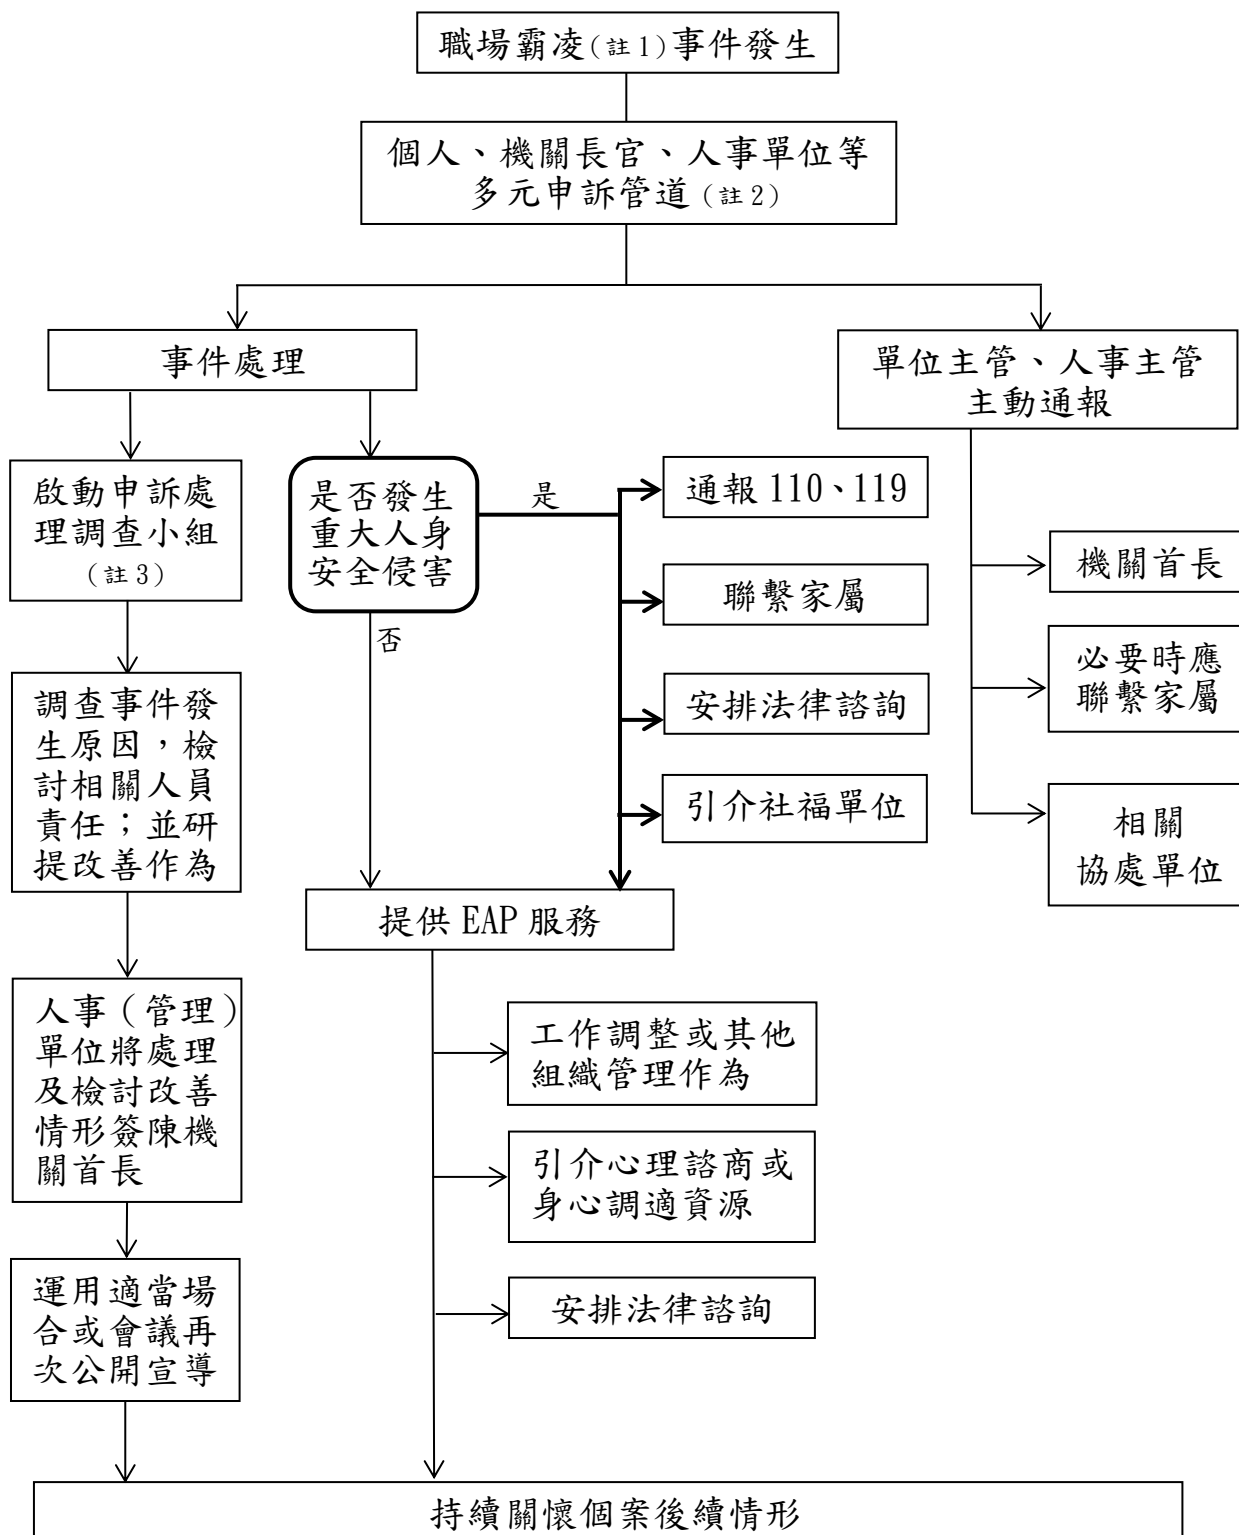 職場霸凌(註1)事件發生
個人、機關長官、人事單位等
多元申訴管道(註2)
事件處理
單位主管、人事主管
主動通報
啟動申訴處
理調查小組
(註3)
是否發生
重大人身
安全侵害
是
否
通報 110、119
聯繫家屬
安排法律諮詢
引介社福單位
機關首長
必要時應
聯繫家屬
相關
協處單位
調查事件發
生原因，檢
討相關人員
責任；並研
提改善作為
提供 EAP 服務
人事（管理）
單位將處理
及檢討改善
情形簽陳機
關首長
工作調整或其他
組織管理作為
引介心理諮商或
身心調適資源
安排法律諮詢
運用適當場
合或會議再
次公開宣導
持續關懷個案後續情形